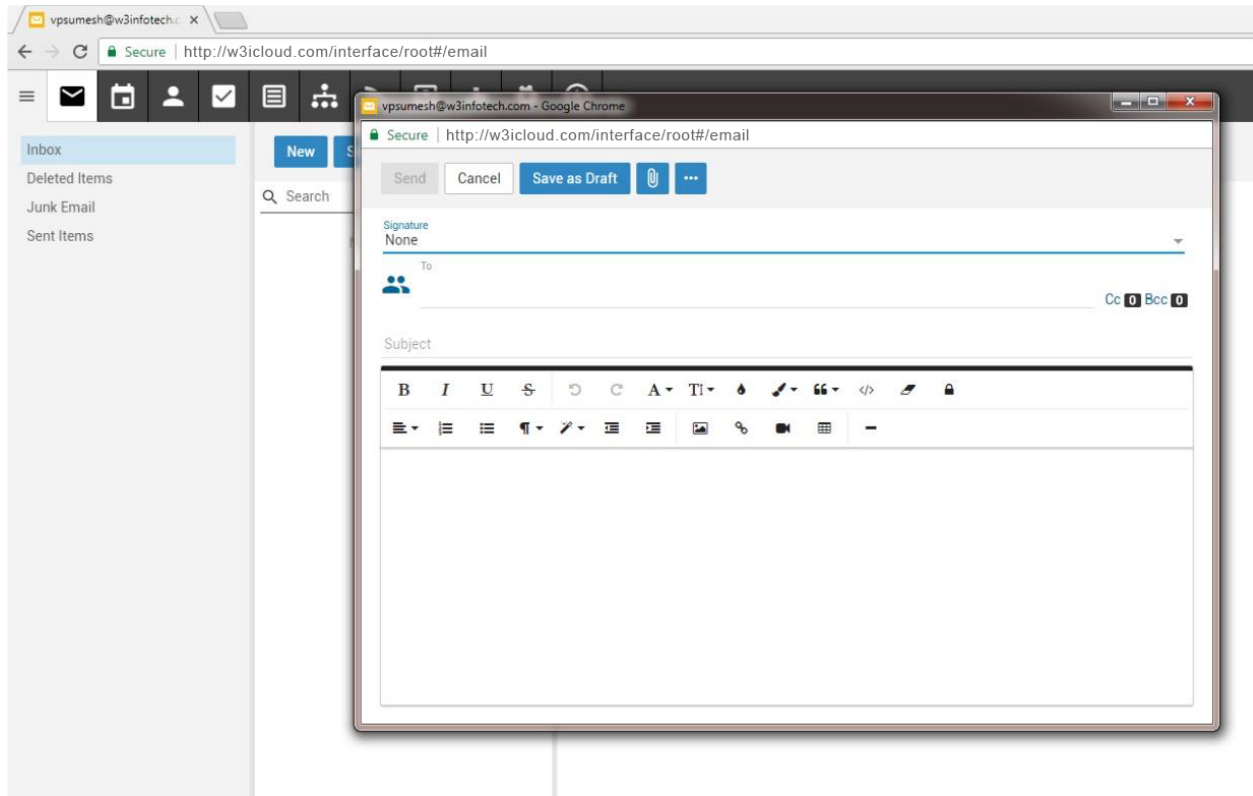 vpsumesh@w3infotech.c
Secure | http://w3icloud.com/interface/root#/email
vpsumesh@w3infotech.com - Google Chrome
Secure | http://w3icloud.com/interface/root#/email
Inbox
Deleted Items
Junk Email
Sent Items
New
Search
Send Cancel Save as Draft
Signature
None
To
Cc 0 Bcc 0
Subject
B I U S A TI